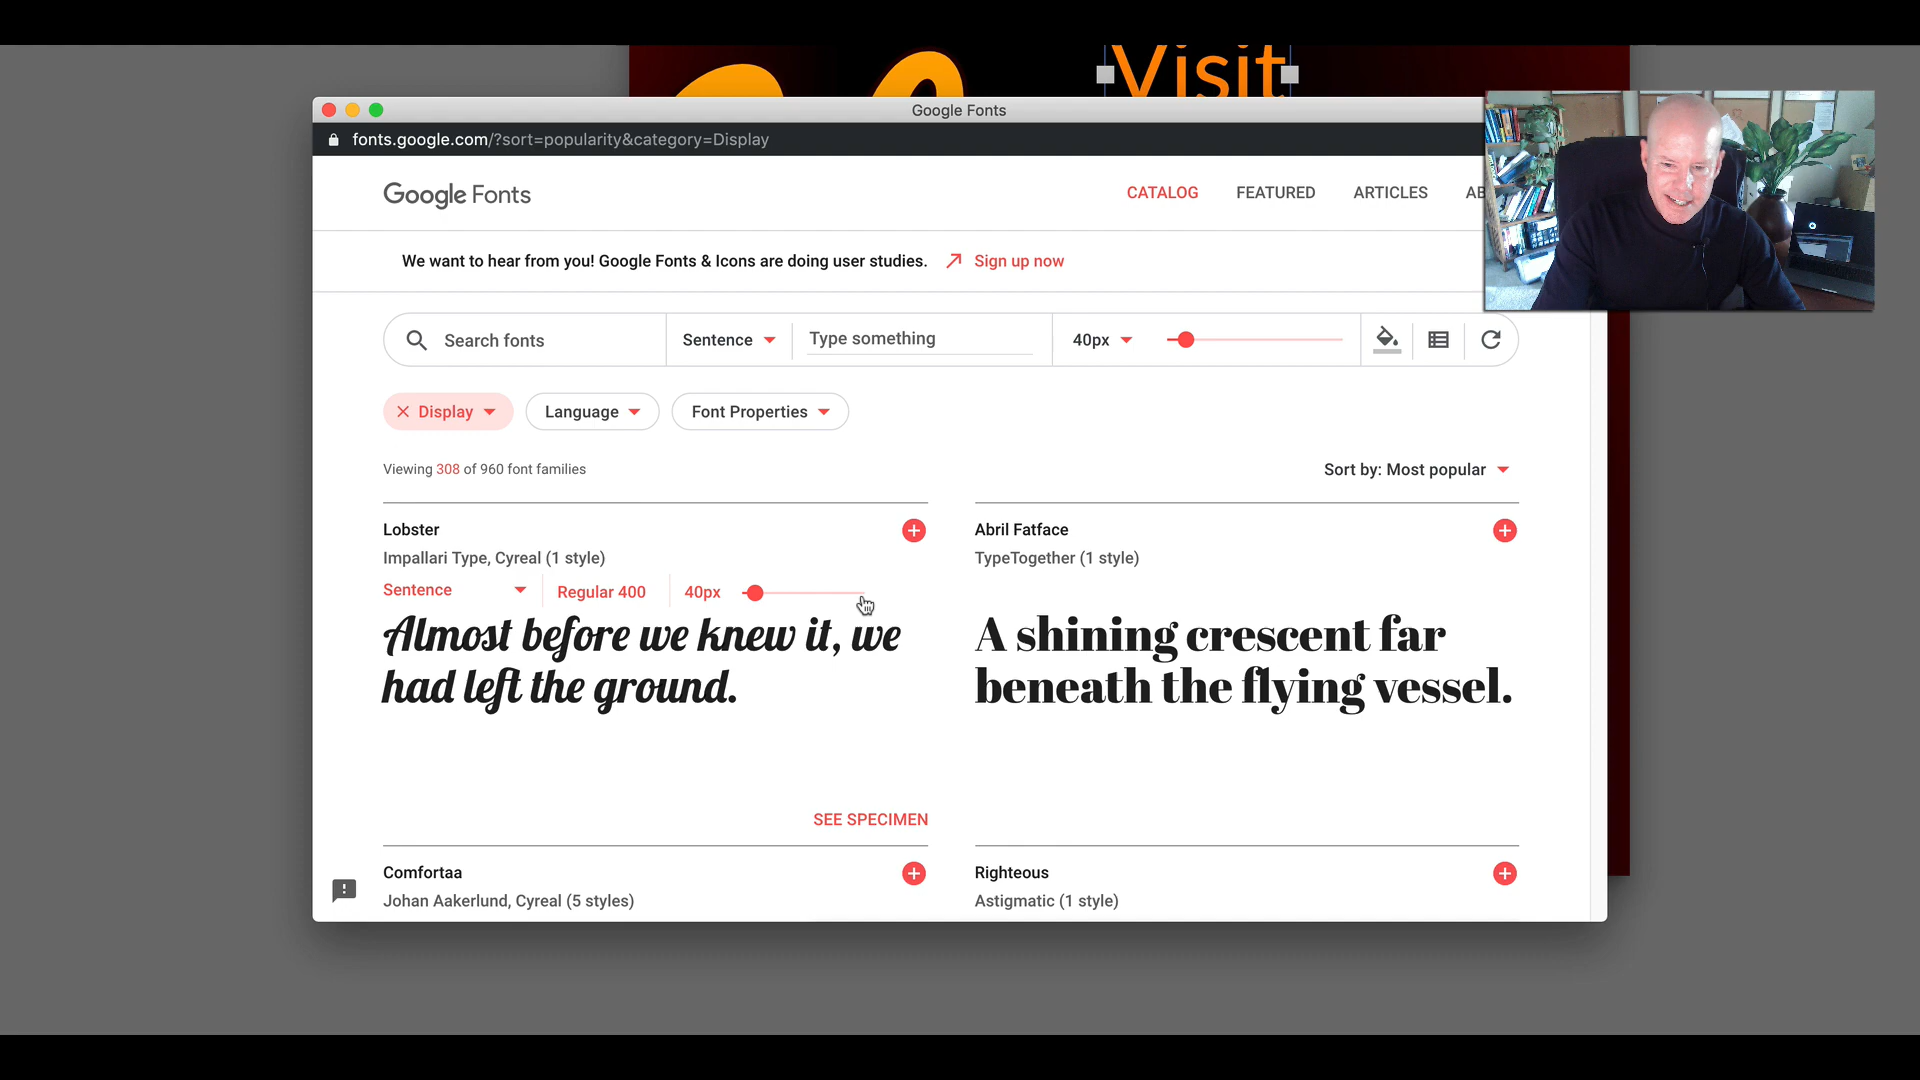 Visit
Google Fonts
fonts.google.com/?sort=popularity&category=Display
Google Fonts
CATALOG FEATURED ARTICLES AB
We want to hear from you! Google Fonts & Icons are doing user studies. Sign up now
Search fonts Sentence Type something 40px
Display Language Font Properties
Viewing 308 of 960 font families Sort by: Most popular
Lobster
Impallari Type, Cyreal (1 style)
Sentence Regular 400 40px
Almost before we knew it, we
had left the ground.
SEE SPECIMEN
Abril Fatface
TypeTogether (1 style)
A shining crescent far
beneath the flying vessel.
Comfortaa
Johan Aakerlund, Cyreal (5 styles)
Righteous
Astigmatic (1 style)